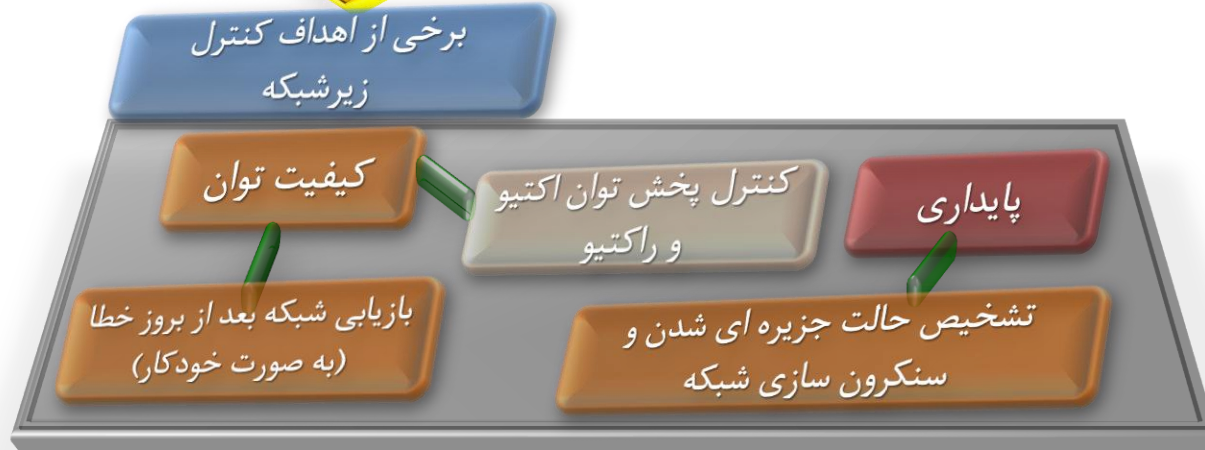 برخی از اهداف کنترل
زیرشبکه
پایداری
کنترل پخش توان اکتیو
و راکتیو
کیفیت توان
تشخیص حالت جزیره ای شدن و
سنکرون سازی شبکه
بازیابی شبکه بعد از بروز خطا
(به صورت خودکار)